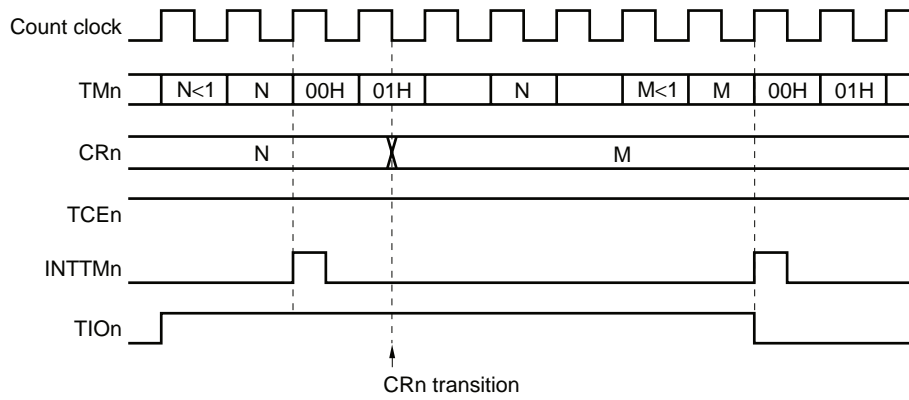 Count clock
TMn N<1 N 00H 01H N M<1 M 00H 01H
CRn N M
TCEn
INTTMn
TIOn
CRn transition